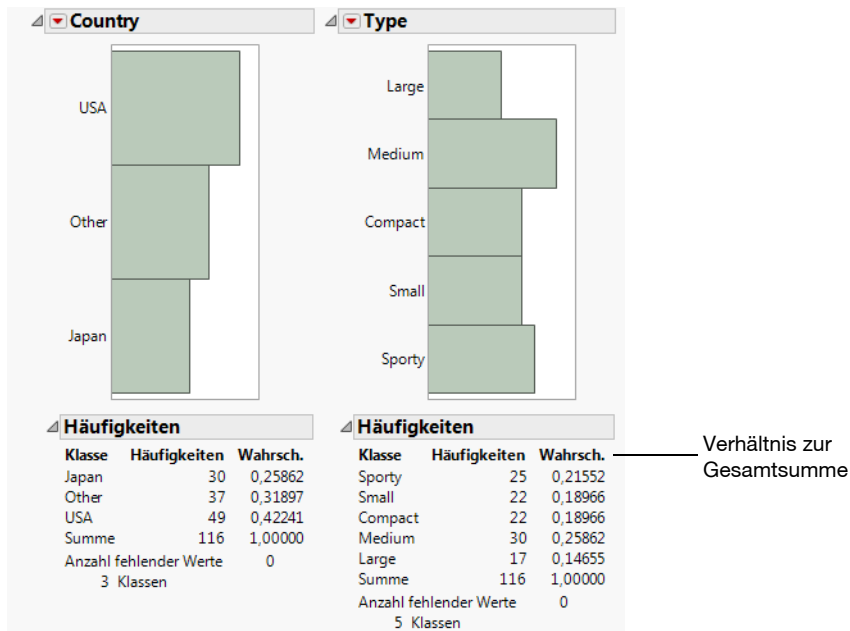 Country
USA
Other
Japan
Häufigkeiten
Klasse Häufigkeiten Wahrsch.
Japan 30 0,25862
Other 37 0,31897
USA 49 0,42241
Summe 116 1,00000
Anzahl fehlender Werte 0
3 Klassen
Type
Large
Medium
Compact
Small
Sporty
Häufigkeiten
Klasse Häufigkeiten Wahrsch.
Sporty 25 0,21552
Small 22 0,18966
Compact 22 0,18966
Medium 30 0,25862
Large 17 0,14655
Summe 116 1,00000
Anzahl fehlender Werte 0
5 Klassen
Verhältnis zur
Gesamtsumme